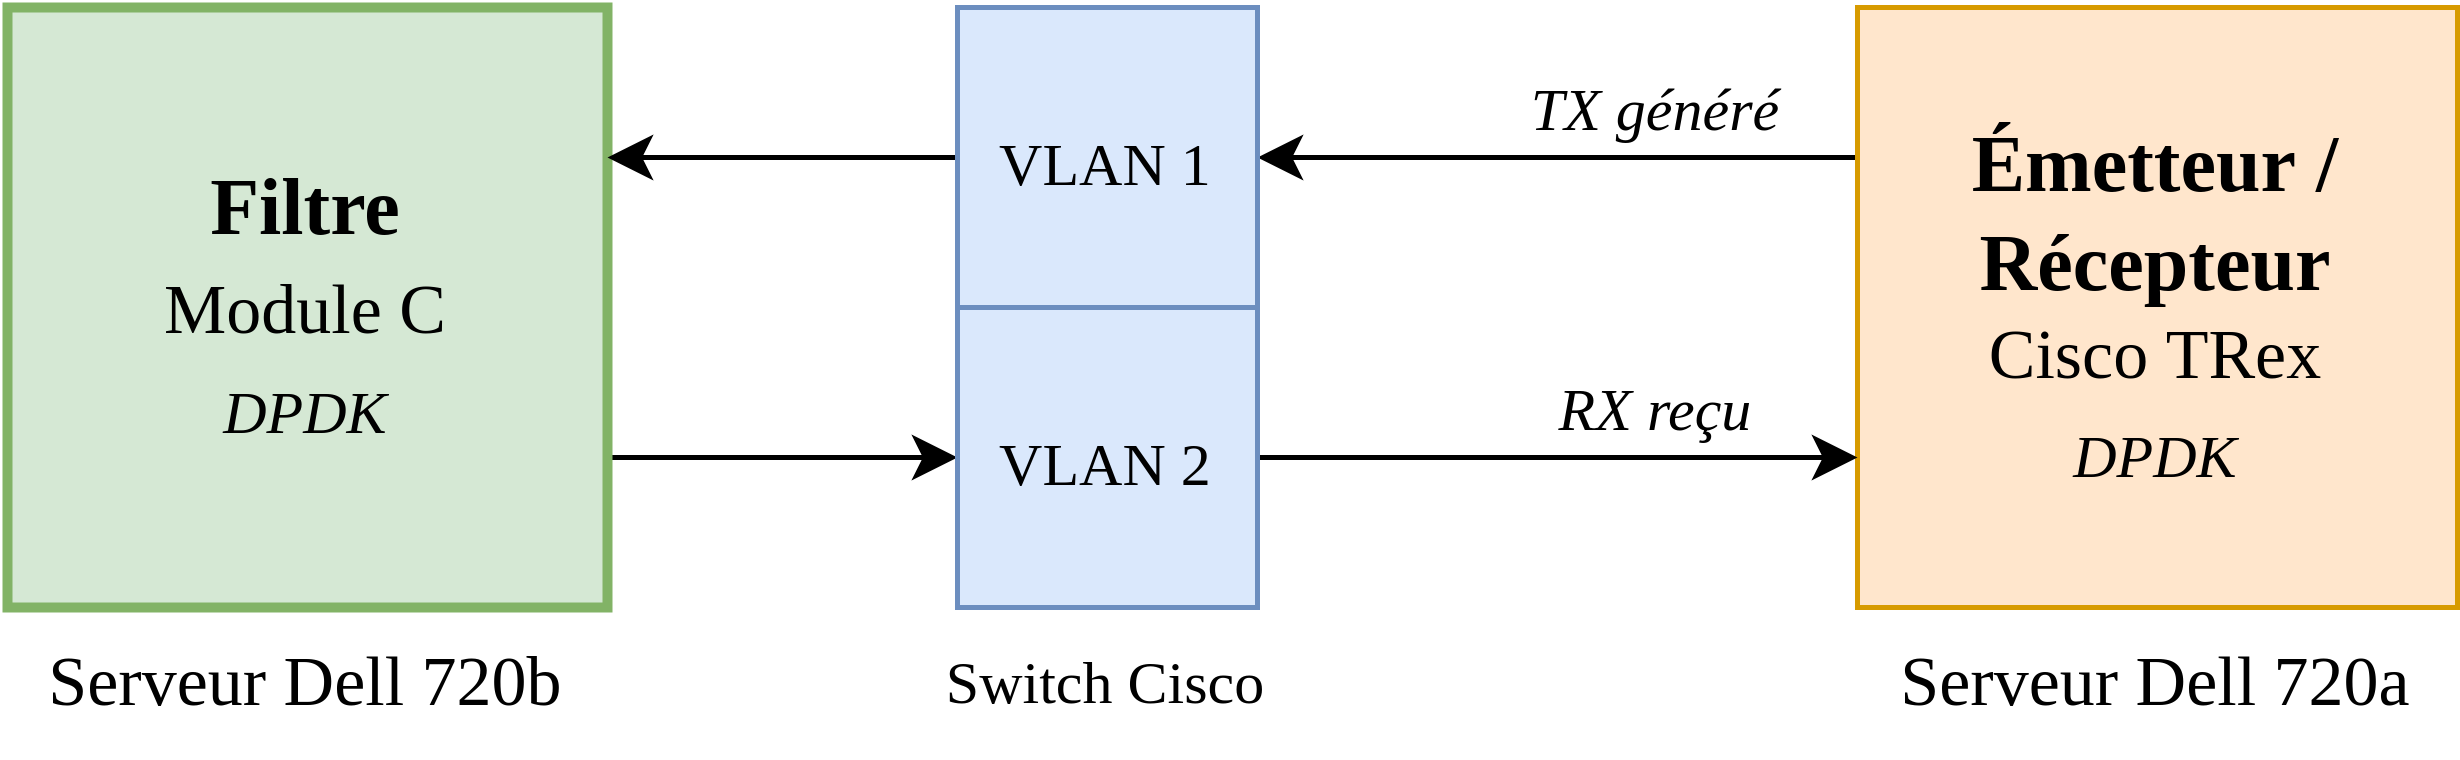 Filtre
Module C
DPDK
Serveur Dell 720b
VLAN 1
VLAN 2
Switch Cisco
TX généré
RX reçu
Émetteur /
Récepteur
Cisco TRex
DPDK
Serveur Dell 720a